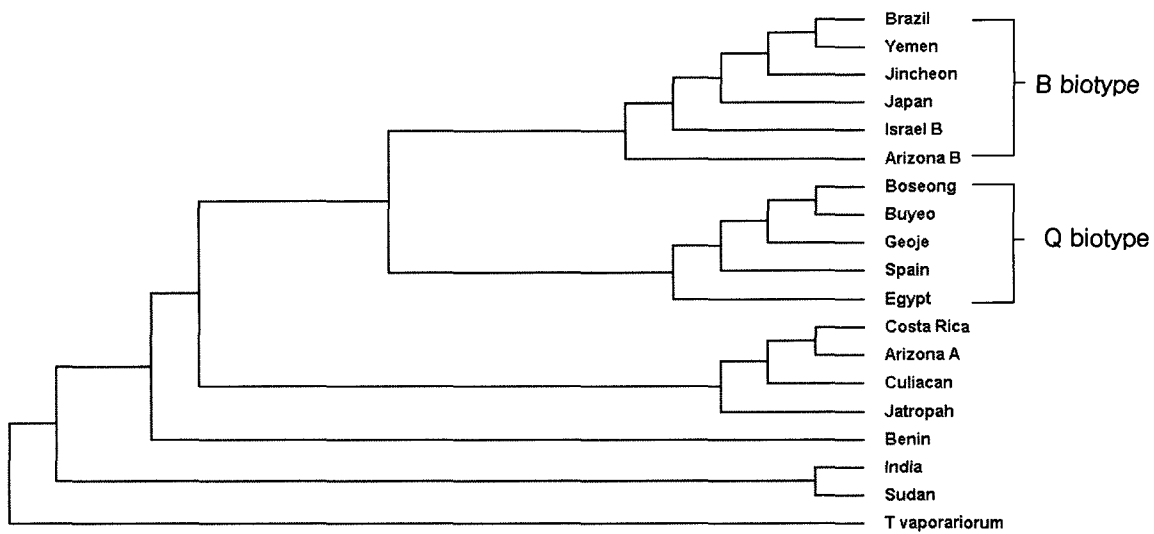 Brazil
Yemen
Jincheon
Japan
Israel B
Arizona B
B biotype
Boseong
Buyeo
Geoje
Spain
Egypt
Q biotype
Costa Rica
Arizona A
Culiacan
Jatropah
Benin
India
Sudan
T vaporariorum